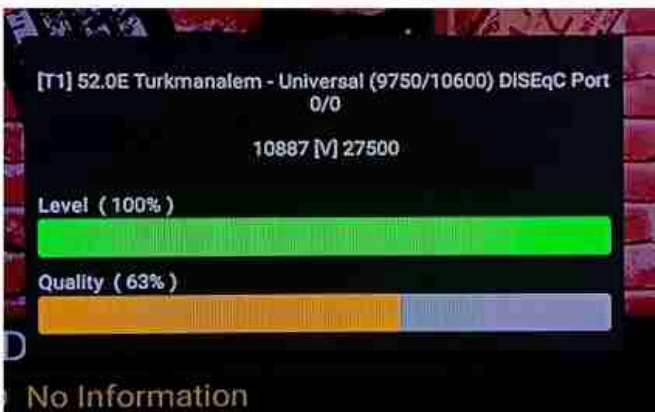 [T1] 52.0E Turkmanalem - Universal (9750/10600) DiSEqC Port
0/0
10887 [V] 27500
Level ( 100% )
Quality ( 63% )
D
No Information